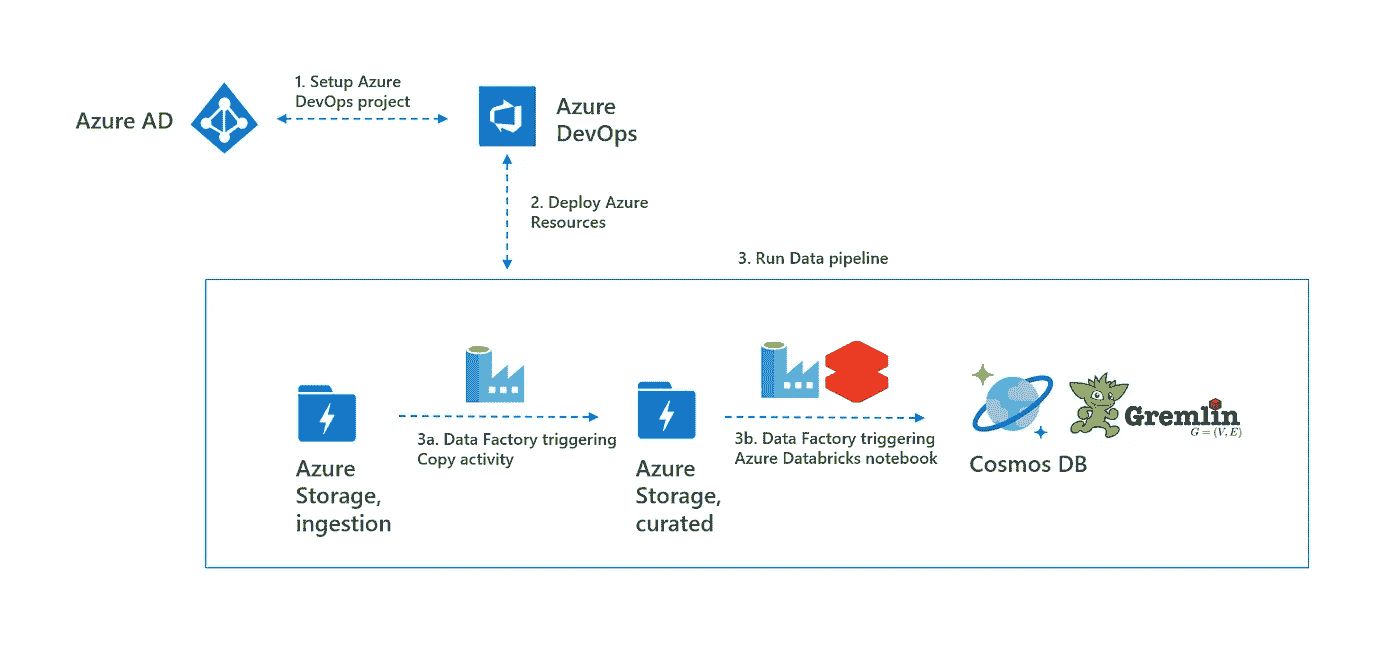 1. Setup Azure
DevOps project
Azure AD
Azure
DevOps
2. Deploy Azure
Resources
3. Run Data pipeline
3a. Data Factory triggering
Copy activity
3b. Data Factory triggering
Azure Databricks notebook
Gremlin
G = (V, E)
Cosmos DB
Azure
Storage,
ingestion
Azure
Storage,
curated